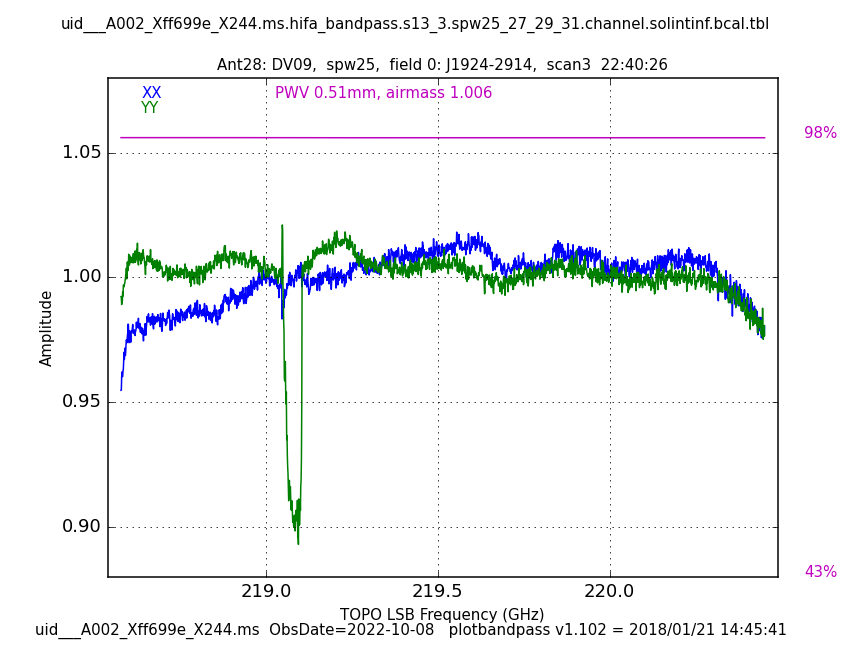 uid___A002_Xff699e_X244.ms.hifa_bandpass.s13_3.spw25_27_29_31.channel.solintinf.bcal.tbl
Ant28: DV09,  spw25,  field 0: J1924-2914,  scan3  22:40:26
XX
YY
PWV 0.51mm, airmass 1.006
98%
1.05
1.00
0.95
0.90
Amplitude
43%
219.0
219.5
220.0
TOPO LSB Frequency (GHz)
uid___A002_Xff699e_X244.ms  ObsDate=2022-10-08   plotbandpass v1.102 = 2018/01/21 14:45:41